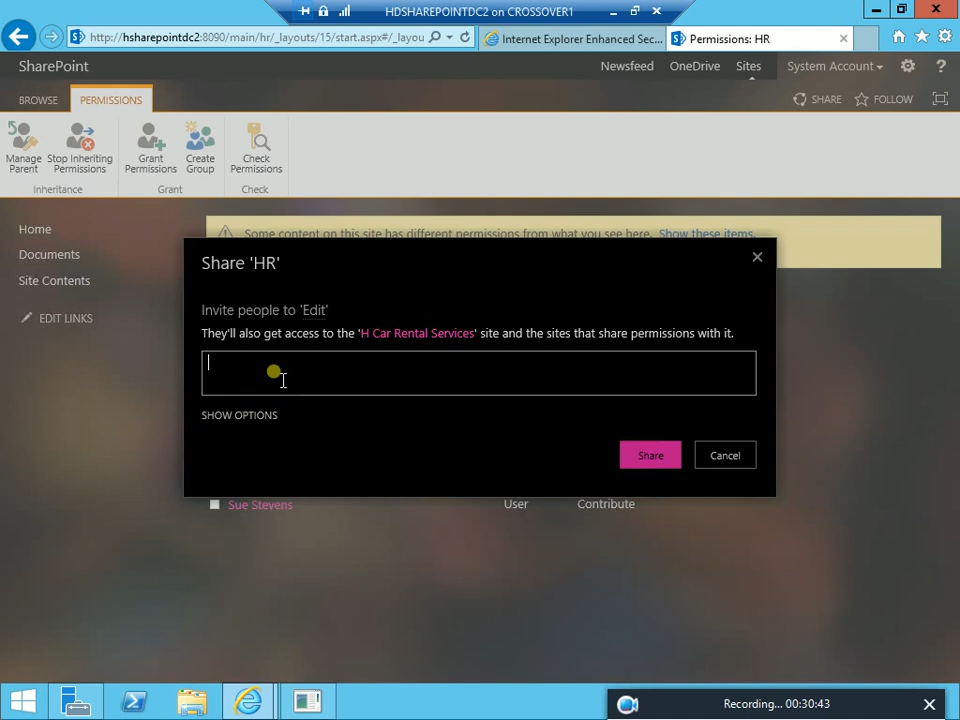 HDSHAREPOINTDC2 on CROSSOVER1
http://hsharepointdc2:8090/main/hr/_layouts/15/start.aspx#/_layou
Internet Explorer Enhanced Sec...
Permissions: HR
SharePoint
Newsfeed
OneDrive
Sites
System Account
?
BROWSE
PERMISSIONS
SHARE
FOLLOW
Manage Parent
Stop Inheriting Permissions
Grant Permissions
Create Group
Check Permissions
Inheritance
Grant
Check
Home
Documents
Site Contents
EDIT LINKS
Some content on this site has different permissions from what you see here. Show these items.
Share 'HR'
Invite people to 'Edit'
They'll also get access to the 'H Car Rental Services' site and the sites that share permissions with it.
SHOW OPTIONS
Share
Cancel
Sue Stevens
User
Contribute
Recording... 00:30:43